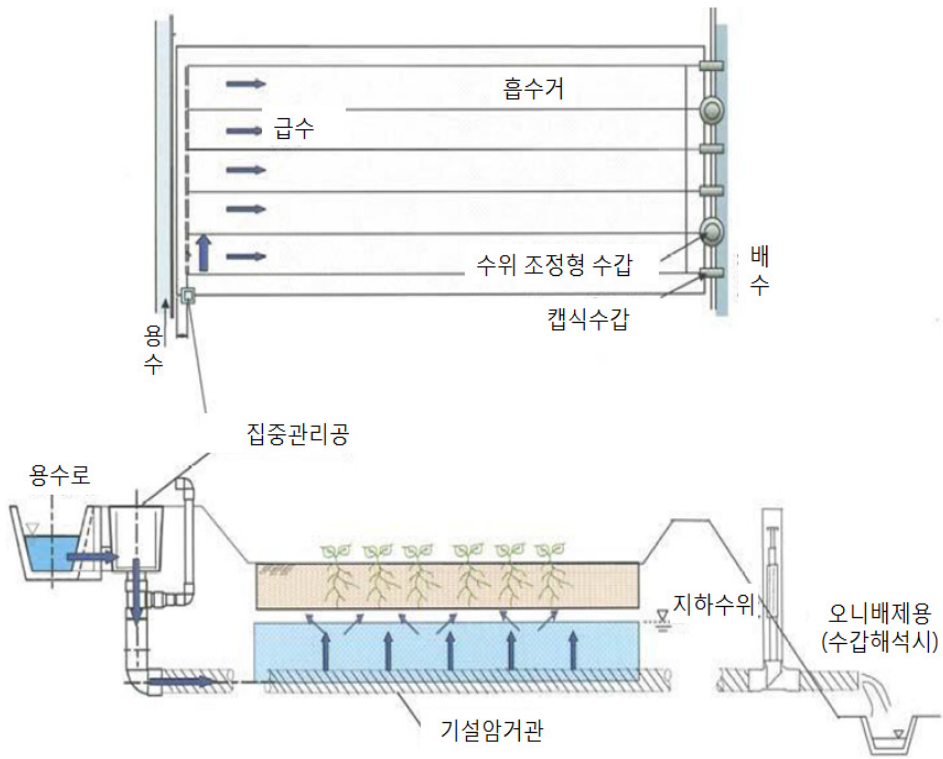 흡수거
급수
수위 조정형 수갑
배
수
캡식수갑
용
수
집중관리공
용수로
지하수위
오니배제용
(수갑해석시)
기설암거관